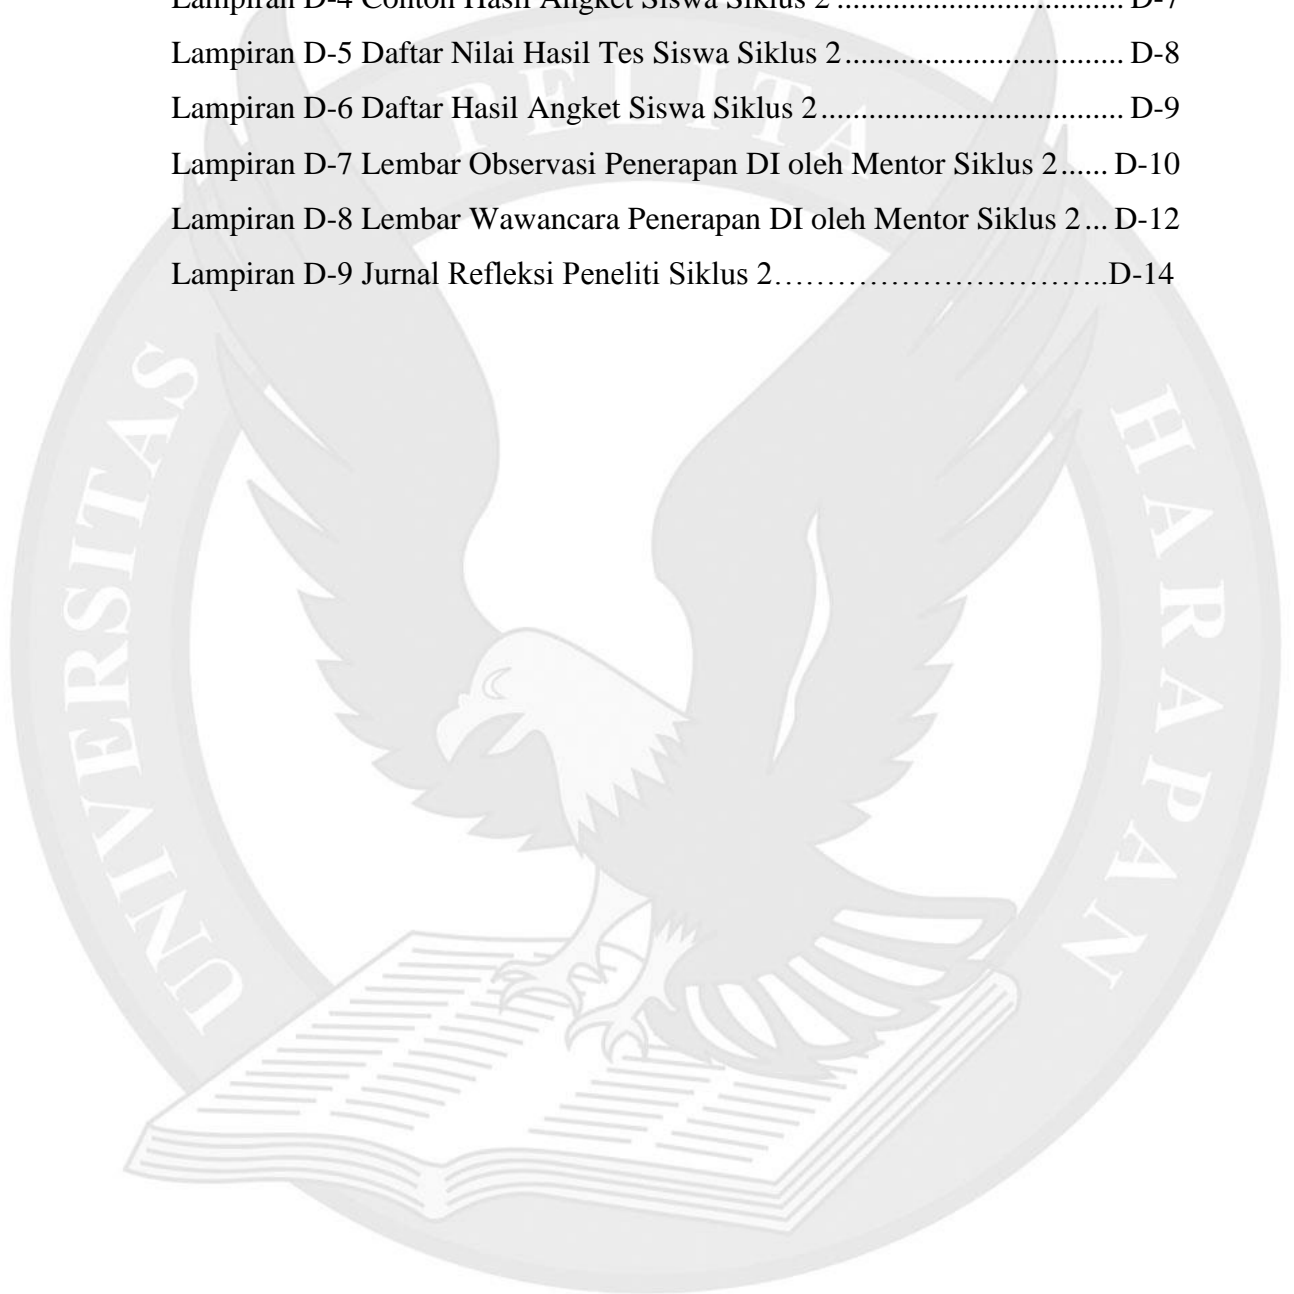 Lampiran D-4 Contoh Hasil Angket Siswa Siklus 2 .................................... D-7
Lampiran D-5 Daftar Nilai Hasil Tes Siswa Siklus 2................................... D-8
Lampiran D-6 Daftar Hasil Angket Siswa Siklus 2...................................... D-9
Lampiran D-7 Lembar Observasi Penerapan DI oleh Mentor Siklus 2...... D-10
Lampiran D-8 Lembar Wawancara Penerapan DI oleh Mentor Siklus 2... D-12
Lampiran D-9 Jurnal Refleksi Peneliti Siklus 2…………………………..D-14
UNIVERSITAS PELITA HARAPAN